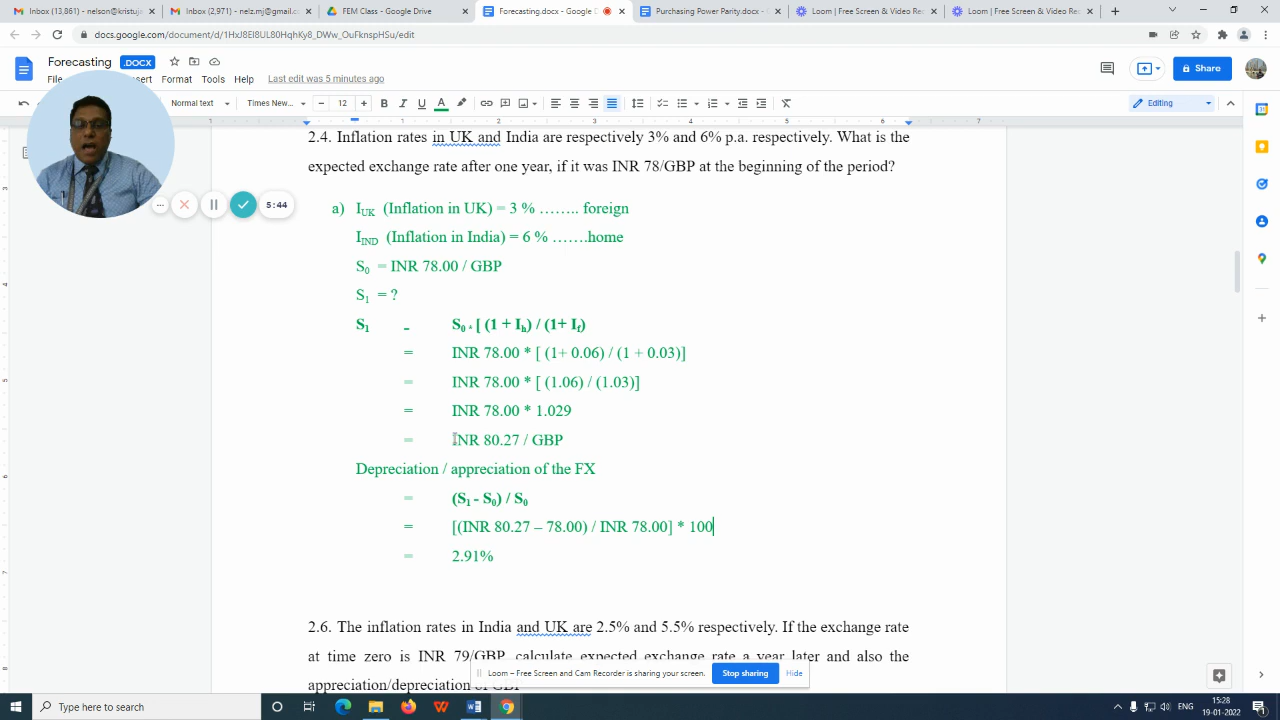 Inbox (13,861) - nelson@kristuja
Inbox (2,971) - nelz.mj@gmail.c
FEM Class - Google Drive
Forecasting.docx - Google D
Purchasing Power Parity.docx - G
Loom | Free Screen & Video Rec
Loom | Free Screen & Video Rec
docs.google.com/document/d/1HxJ8El8UL80HqhKy8_DWw_OuFknspHSu/edit
Forecasting .DOCX
Format Tools Extensions Help Last edit was 5 minutes ago
Share
Normal text Times New... 12 Editing
2.4. Inflation rates in UK and India are respectively 3% and 6% p.a. respectively. What is the
expected exchange rate after one year, if it was INR 78/GBP at the beginning of the period?
a) IUK (Inflation in UK) = 3 % …….. foreign
IIND (Inflation in India) = 6 % …….home
S0 = INR 78.00 / GBP
S1 = ?
S1 = S0 * [ (1 + Ih) / (1+ If)
= INR 78.00 * [ (1+ 0.06) / (1 + 0.03)]
= INR 78.00 * [ (1.06) / (1.03)]
= INR 78.00 * 1.029
= INR 80.27 / GBP
Depreciation / appreciation of the FX
= (S1 - S0) / S0
= [(INR 80.27 – 78.00) / INR 78.00] * 100
= 2.91%
5:44
2.6. The inflation rates in India and UK are 2.5% and 5.5% respectively. If the exchange rate
at time zero is INR 79/GBP, calculate expected exchange rate a year later and also the
appreciation/depreciation of GBP
Loom – Free Screen and Cam Recorder is sharing your screen. Stop sharing Hide
Type here to search
ENG
15:28
19-01-2022